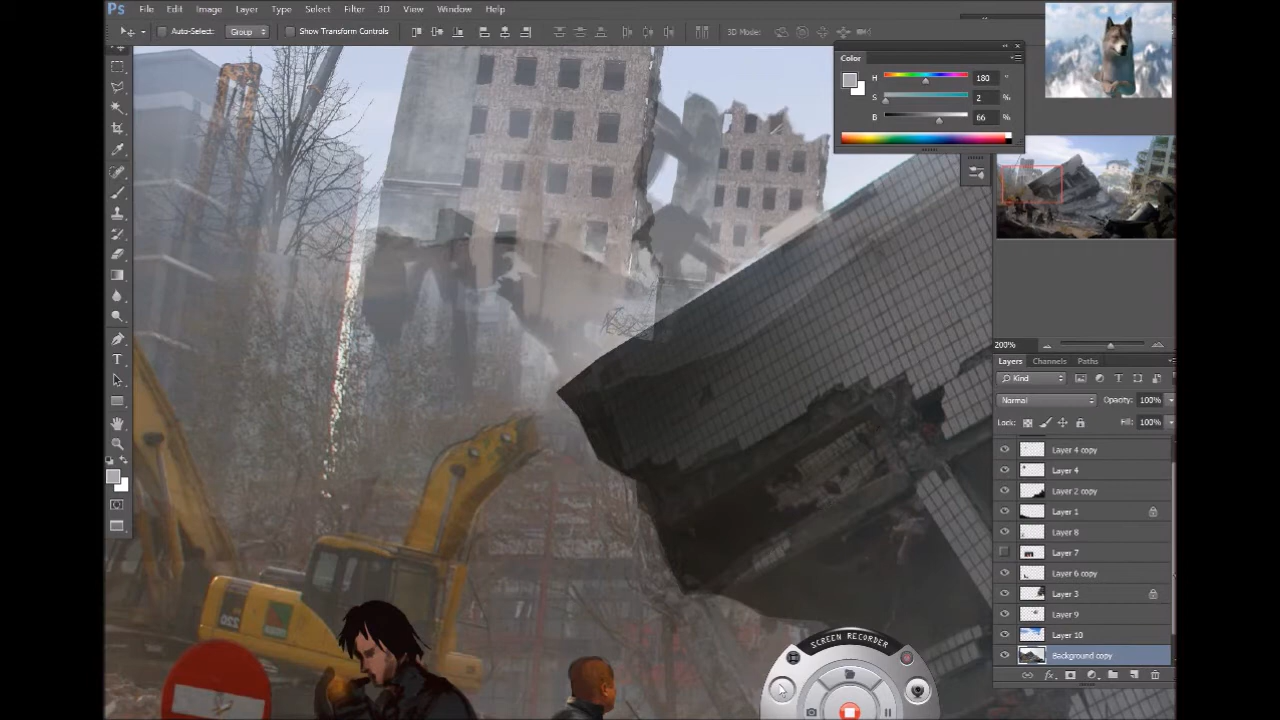 Ps File Edit Image Layer Type Select Filter 3D View Window Help
Auto-Select: Group Show Transform Controls 3D Mode:
Color
H 180 °
S 2 %
B 66 %
200%
Layers Channels Paths
Kind
Normal Opacity: 100%
Lock: Fill: 100%
Layer 4 copy
Layer 4
Layer 2 copy
Layer 1
Layer 8
Layer 7
Layer 6 copy
Layer 3
Layer 9
Layer 10
Background copy
fx
T
SCREEN RECORDER